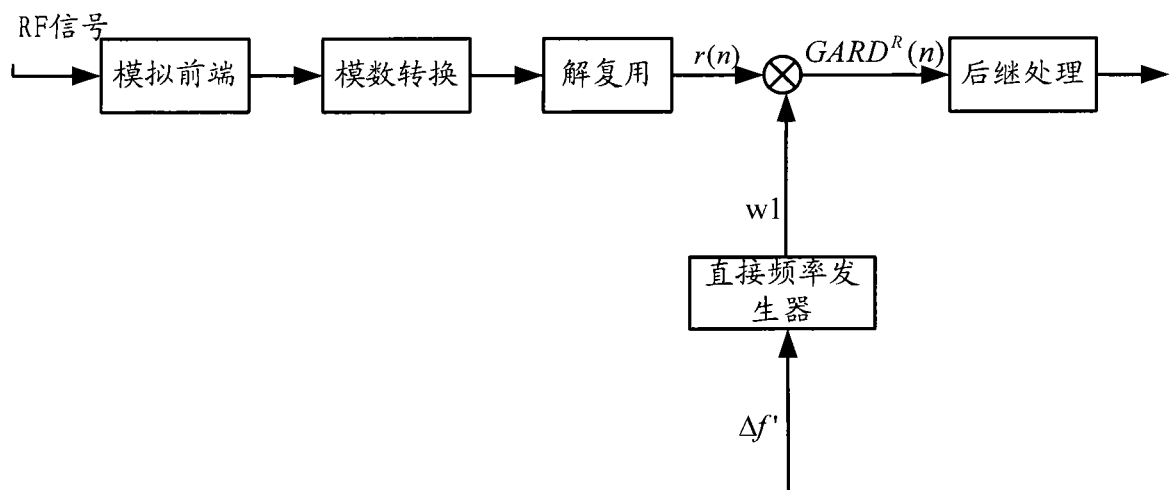 RF信号
模拟前端
模数转换
解复用
r(n)
GARD^R(n)
后继处理
w1
直接频率发
生器
Δf'